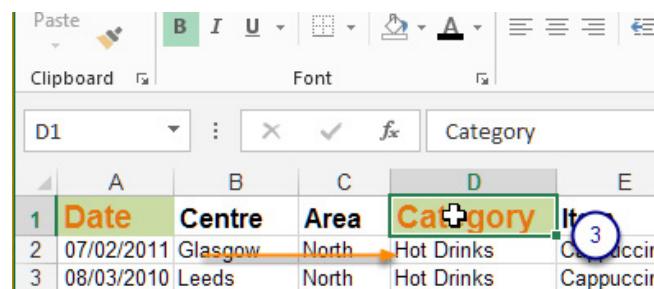 Paste
B I U A
Clipboard Font
D1 fx Category
A B C D E
1 Date Centre Area Category
2 07/02/2011 Glasgow North Hot Drinks
3 08/03/2010 Leeds North Hot Drinks Cappuccin
3